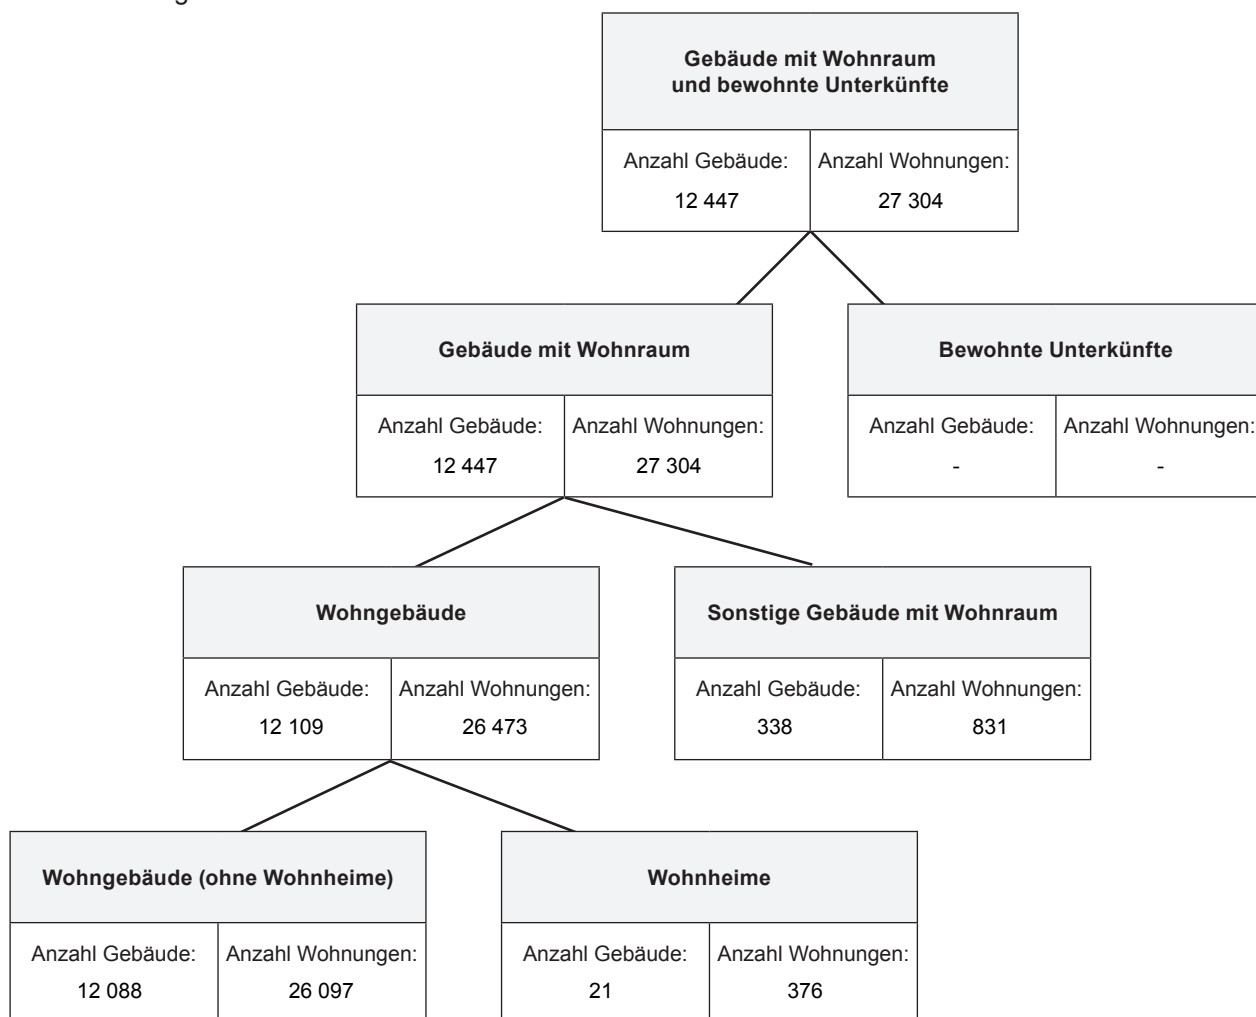 Gebäude mit Wohnraum
und bewohnte Unterkünfte
Anzahl Gebäude: Anzahl Wohnungen:
12 447 27 304
Gebäude mit Wohnraum Bewohnte Unterkünfte
Anzahl Gebäude: Anzahl Wohnungen: Anzahl Gebäude: Anzahl Wohnungen:
12 447 27 304 - -
Wohngebäude Sonstige Gebäude mit Wohnraum
Anzahl Gebäude: Anzahl Wohnungen: Anzahl Gebäude: Anzahl Wohnungen:
12 109 26 473 338 831
Wohngebäude (ohne Wohnheime) Wohnheime
Anzahl Gebäude: Anzahl Wohnungen: Anzahl Gebäude: Anzahl Wohnungen:
12 088 26 097 21 376